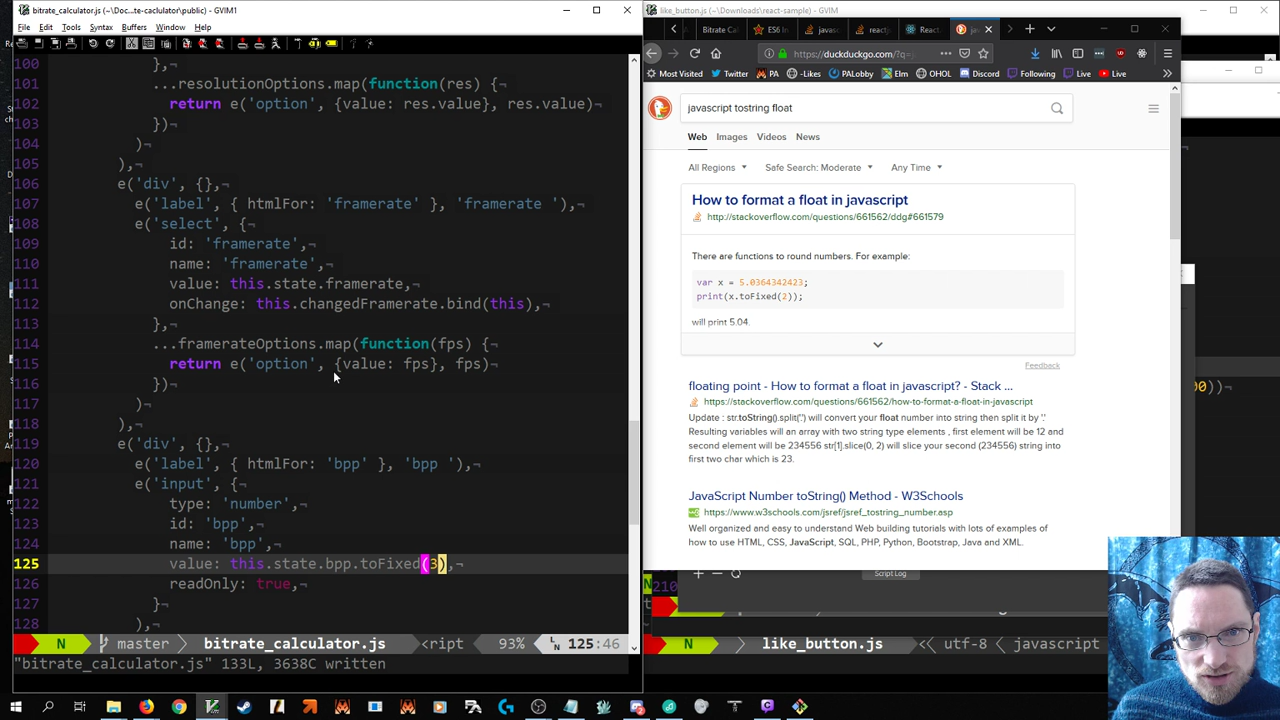 bitrate_calculator.js (~\Doc...te-caclulator\public) - GVIM1
File Edit Tools Syntax Buffers Window Help
100 },¬
101 ...resolutionOptions.map(function(res) {¬
102 return e('option', {value: res.value}, res.value)¬
103 })¬
104 )¬
105 ),¬
106 e('div', {},¬
107 e('label', { htmlFor: 'framerate' }, 'framerate '),¬
108 e('select', {¬
109 id: 'framerate',¬
110 name: 'framerate',¬
111 value: this.state.framerate,¬
112 onChange: this.changedFramerate.bind(this),¬
113 },¬
114 ...framerateOptions.map(function(fps) {¬
115 return e('option', {value: fps}, fps)¬
116 })¬
117 )¬
118 ),¬
119 e('div', {},¬
120 e('label', { htmlFor: 'bpp' }, 'bpp '),¬
121 e('input', {¬
122 type: 'number',¬
123 id: 'bpp',¬
124 name: 'bpp',¬
125 value: this.state.bpp.toFixed(3),¬
126 readOnly: true,¬
127 }¬
128 ),¬
N master bitrate_calculator.js <ript 93% 125:46
"bitrate_calculator.js" 133L, 3638C written
like_button.js (~\Downloads\react-sample) - GVIM
Bitrate Cal ES6 In javasc reactj React
https://duckduckgo.com/?q=j
Most Visited Twitter PA -Likes PALobby Elm OHOL Discord Following Live Live
javascript tostring float
Web Images Videos News
All Regions Safe Search: Moderate Any Time
How to format a float in javascript
http://stackoverflow.com/questions/661562/ddg#661579
There are functions to round numbers. For example:
var x = 5.0364342423;
print(x.toFixed(2));
will print 5.04.
Feedback
floating point - How to format a float in javascript? - Stack ...
https://stackoverflow.com/questions/661562/how-to-format-a-float-in-javascript
Update : str.toString().split('.') will convert your float number into string then split it by '.'
Resulting variables will an array with two string type elements , first element will be 12 and
second element will be 234556 str[1].slice(0, 2) will slice your second (234556) string into
first two char which is 23.
JavaScript Number toString() Method - W3Schools
https://www.w3schools.com/jsref/jsref_tostring_number.asp
Well organized and easy to understand Web building tutorials with lots of examples of
how to use HTML, CSS, JavaScript, SQL, PHP, Python, Bootstrap, Java and XML.
00))¬
Script Log
210
N like_button.js << utf-8 < javascript